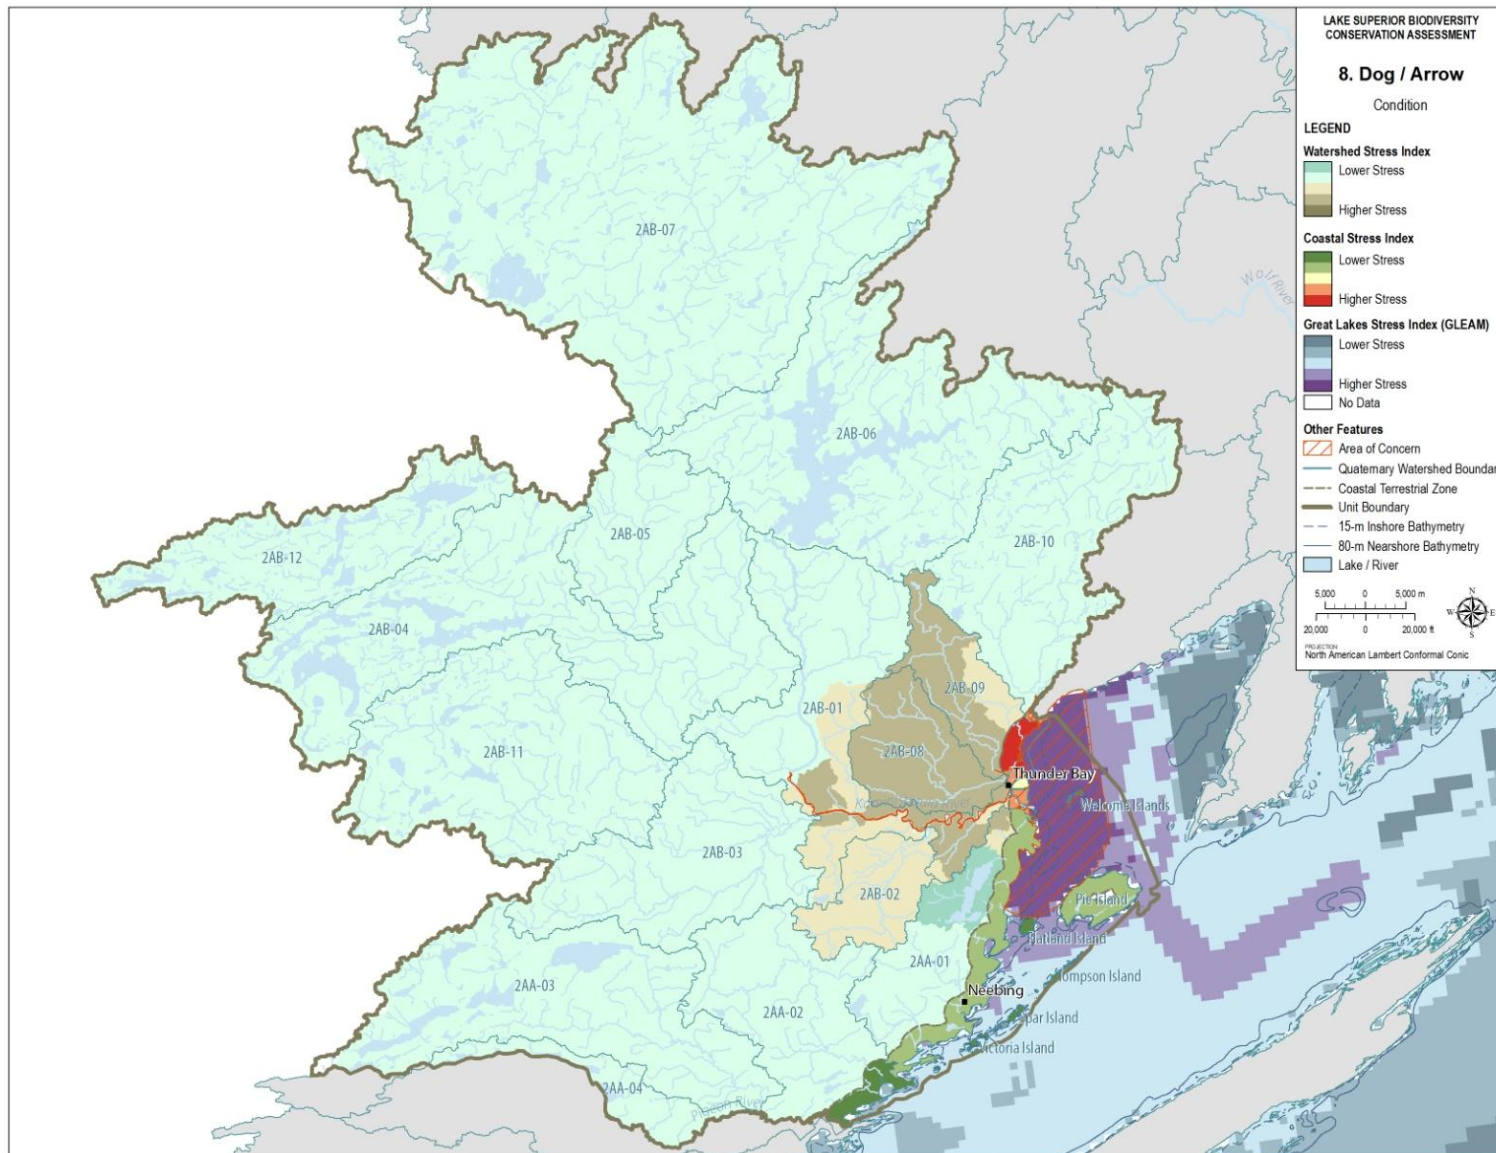 LAKE SUPERIOR BIODIVERSITY
CONSERVATION ASSESSMENT
8. Dog / Arrow
Condition
LEGEND
Watershed Stress Index
Lower Stress
Higher Stress
Coastal Stress Index
Lower Stress
Higher Stress
Great Lakes Stress Index (GLEAM)
Lower Stress
Higher Stress
No Data
Other Features
Area of Concern
Quaternary Watershed Boundar
Coastal Terrestrial Zone
Unit Boundary
15-m Inshore Bathymetry
80-m Nearshore Bathymetry
Lake / River
5,000 0 5,000 m
20,000 0 20,000 ft
N
W E
S
PROJECTION
North American Lambert Conformal Conic
2AB-07
Wolf River
2AB-06
2AB-05
2AB-10
2AB-12
2AB-04
2AB-09
2AB-01
2AB-11
2AB-08
Thunder Bay
Welcome Islands
River
2AB-03
2AB-02
Pie Island
Flatland Island
2AA-01
Thompson Island
2AA-03
Neebing
2AA-02
Spar Island
Victoria Island
2AA-04
Pigeon River